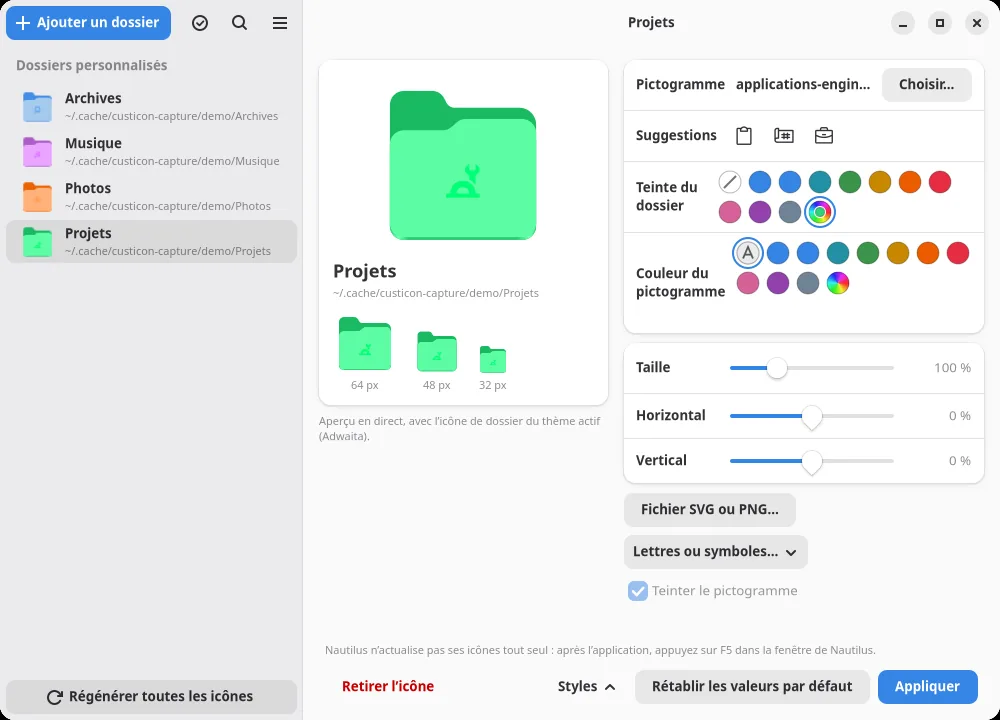 Ajouter un dossier
Dossiers personnalisés
Archives
~/.cache/custicon-capture/demo/Archives
Musique
~/.cache/custicon-capture/demo/Musique
Photos
~/.cache/custicon-capture/demo/Photos
Projets
~/.cache/custicon-capture/demo/Projets
Régénérer toutes les icônes
Projets
Projets
~/.cache/custicon-capture/demo/Projets
64 px
48 px
32 px
Aperçu en direct, avec l’icône de dossier du thème actif
(Adwaita).
Pictogramme
applications-engin…
Choisir…
Suggestions
Teinte du
dossier
Couleur du
pictogramme
A
Taille
100 %
Horizontal
0 %
Vertical
0 %
Fichier SVG ou PNG…
Lettres ou symboles…
Teinter le pictogramme
Nautilus n’actualise pas ses icônes tout seul : après l’application, appuyez sur F5 dans la fenêtre de Nautilus.
Retirer l’icône
Styles
Rétablir les valeurs par défaut
Appliquer